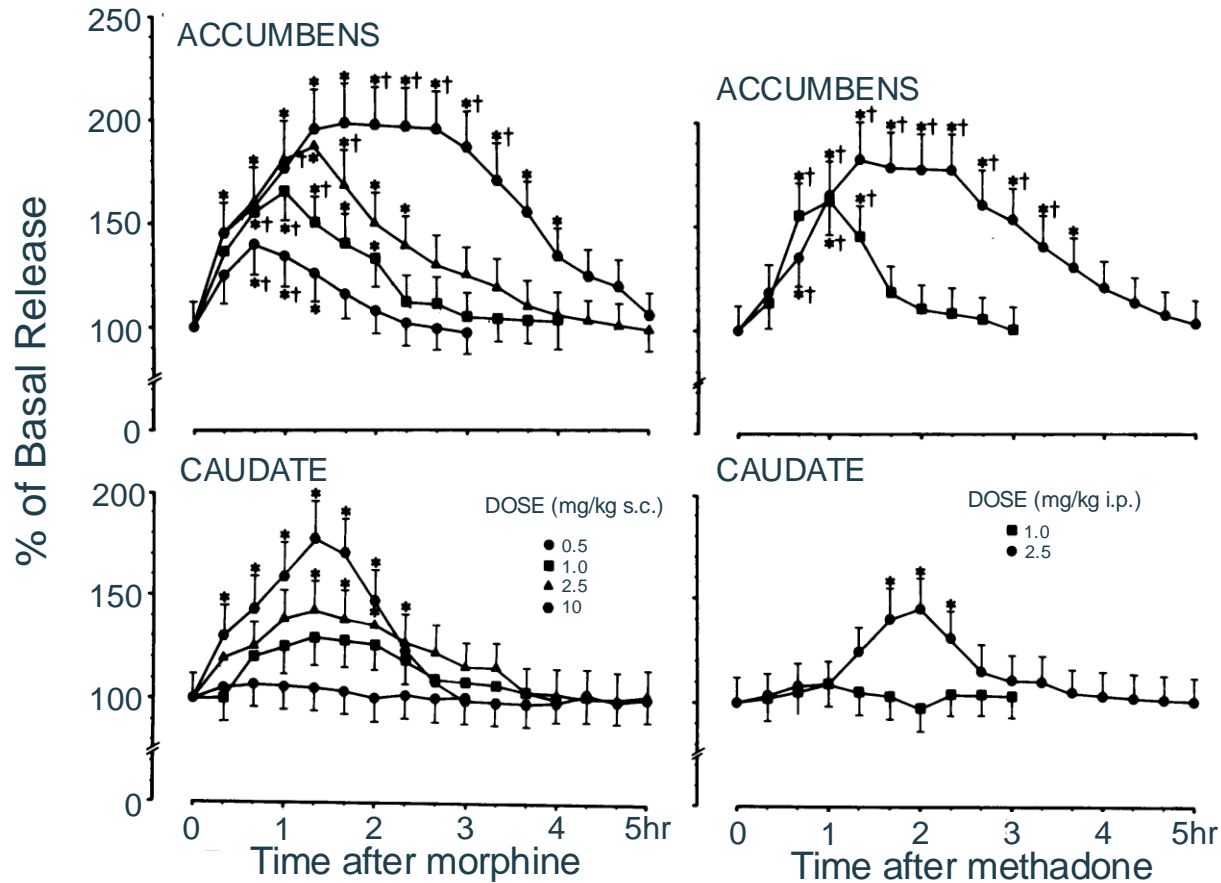 % of Basal Release
250
200
150
100
0
ACCUMBENS
ACCUMBENS
200
150
100
0
CAUDATE
DOSE (mg/kg s.c.)
0.5
1.0
2.5
10
0 1 2 3 4 5hr
Time after morphine
CAUDATE
DOSE (mg/kg i.p.)
1.0
2.5
0 1 2 3 4 5hr
Time after methadone